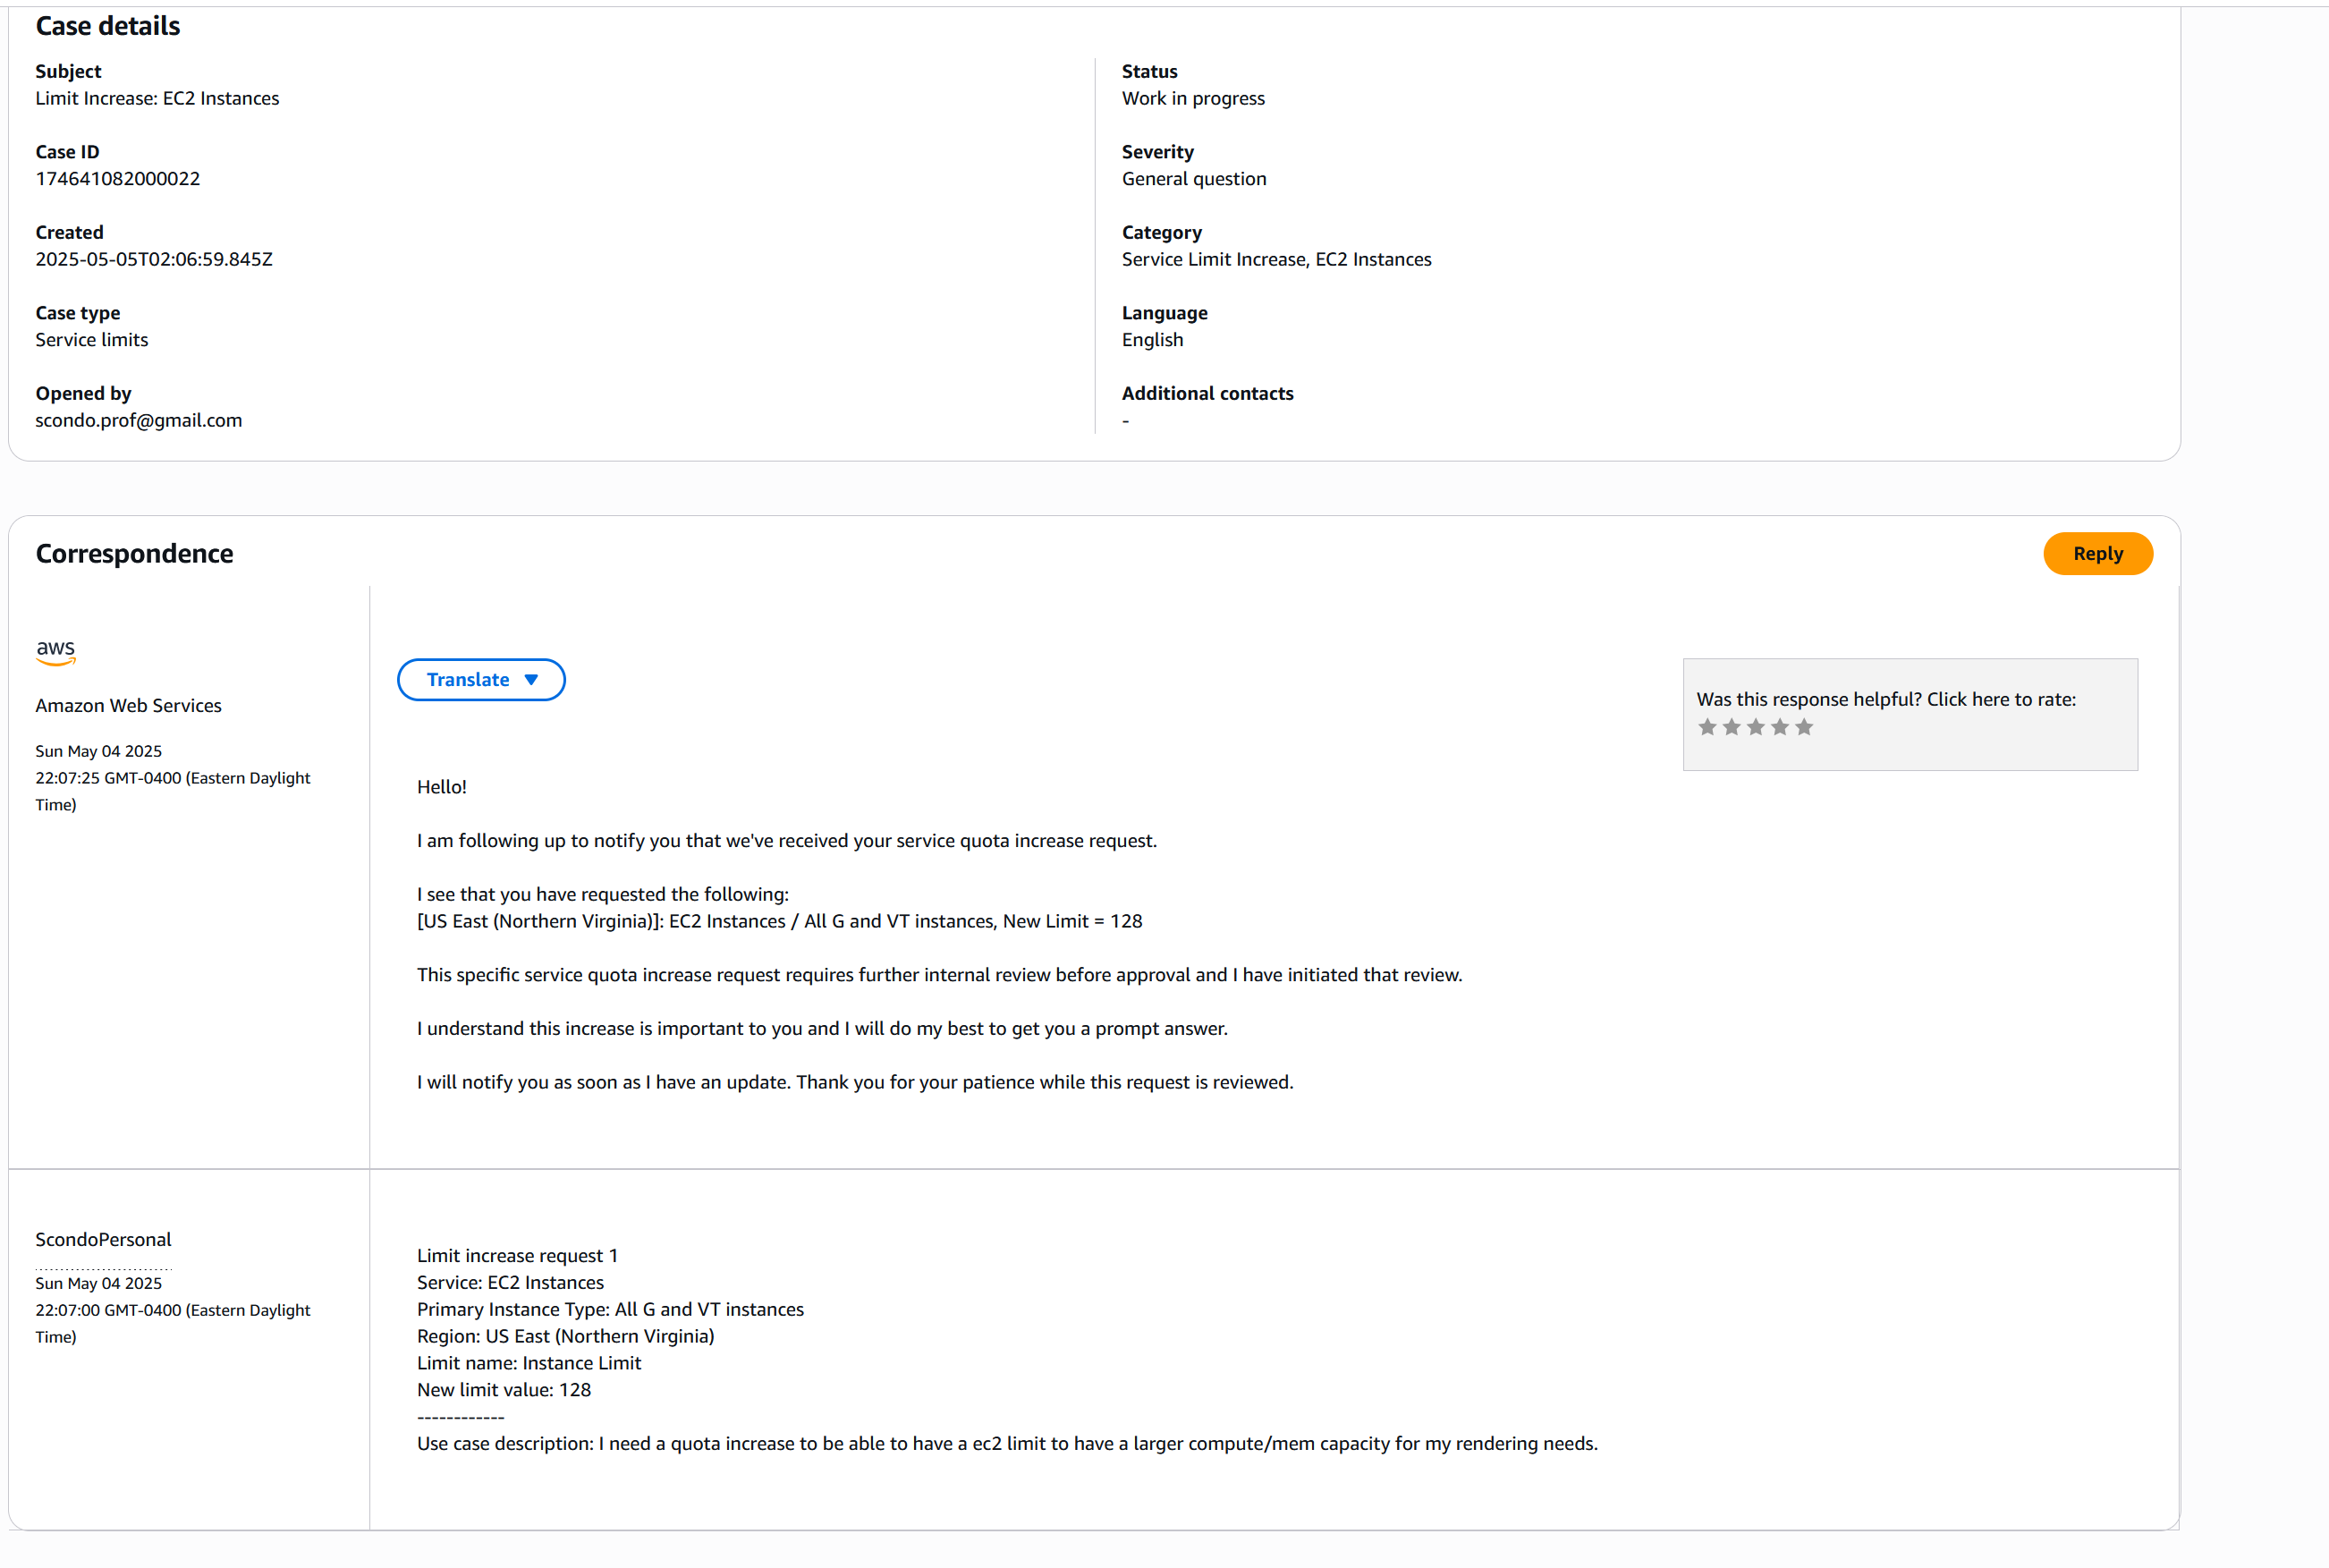 Case details
Subject
Limit Increase: EC2 Instances
Case ID
174641082000022
Created
2025-05-05T02:06:59.845Z
Case type
Service limits
Opened by
scondo.prof@gmail.com
Status
Work in progress
Severity
General question
Category
Service Limit Increase, EC2 Instances
Language
English
Additional contacts
-
Correspondence
Reply
aws
Amazon Web Services
Sun May 04 2025
22:07:25 GMT-0400 (Eastern Daylight
Time)
Translate
Was this response helpful? Click here to rate:
Hello!
I am following up to notify you that we've received your service quota increase request.
I see that you have requested the following:
[US East (Northern Virginia)]: EC2 Instances / All G and VT instances, New Limit = 128
This specific service quota increase request requires further internal review before approval and I have initiated that review.
I understand this increase is important to you and I will do my best to get you a prompt answer.
I will notify you as soon as I have an update. Thank you for your patience while this request is reviewed.
ScondoPersonal
Sun May 04 2025
22:07:00 GMT-0400 (Eastern Daylight
Time)
Limit increase request 1
Service: EC2 Instances
Primary Instance Type: All G and VT instances
Region: US East (Northern Virginia)
Limit name: Instance Limit
New limit value: 128
------------
Use case description: I need a quota increase to be able to have a ec2 limit to have a larger compute/mem capacity for my rendering needs.